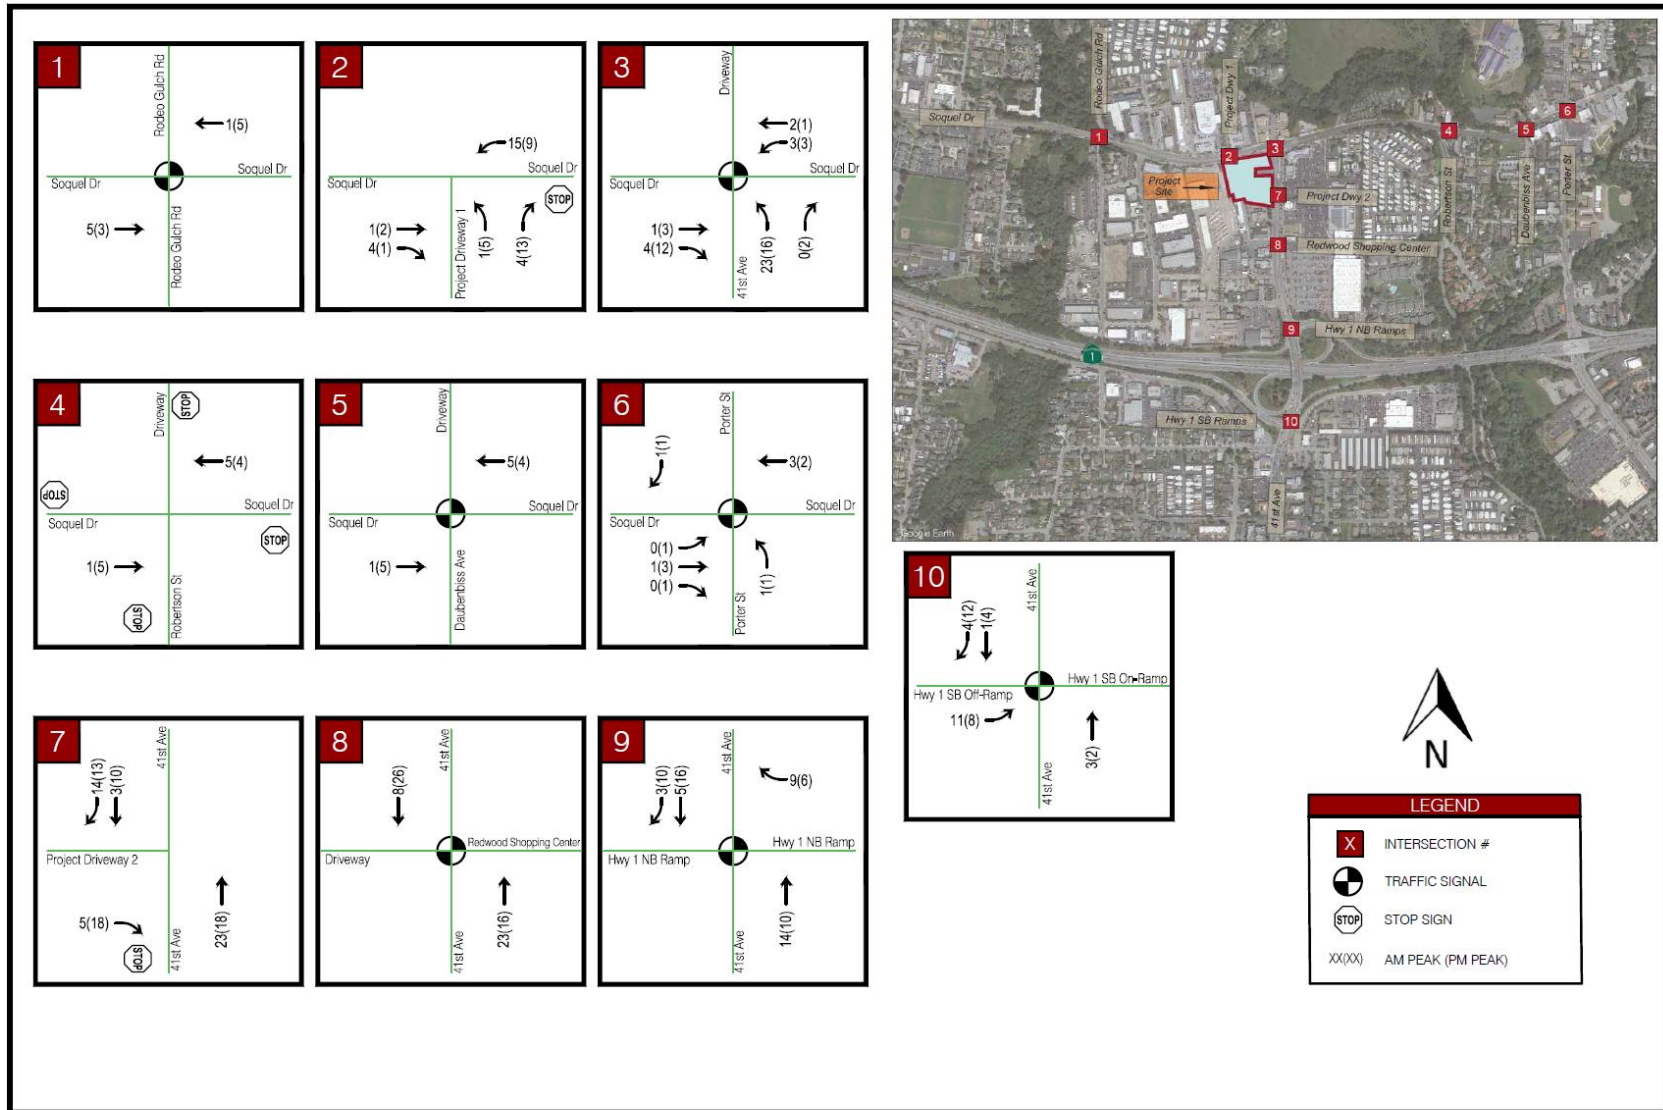 1
Rodeo Gulch Rd
1(5)
Soquel Dr
Soquel Dr
5(3)
Rodeo Gulch Rd
2
15(9)
Soquel Dr
Soquel Dr
STOP
1(2)
4(1)
Project Driveway 1
1(5)
4(13)
3
Driveway
2(1)
3(3)
Soquel Dr
Soquel Dr
1(3)
4(12)
41st Ave
23(16)
0(2)
4
Driveway
STOP
5(4)
STOP
Soquel Dr
Soquel Dr
STOP
1(5)
STOP
Robertson St
5
Driveway
5(4)
Soquel Dr
Soquel Dr
1(5)
Daubenbiss Ave
6
Porter St
1(1)
3(2)
Soquel Dr
Soquel Dr
0(1)
1(3)
0(1)
Porter St
1(1)
7
14(13)
3(10)
41st Ave
Project Driveway 2
5(18)
STOP
41st Ave
23(18)
8
8(26)
41st Ave
Redwood Shopping Center
Driveway
41st Ave
23(16)
9
3(10)
5(16)
41st Ave
9(6)
Hwy 1 NB Ramp
Hwy 1 NB Ramp
41st Ave
14(10)
10
4(12)
1(4)
41st Ave
Hwy 1 SB On-Ramp
Hwy 1 SB Off-Ramp
11(8)
41st Ave
3(2)
Soquel Dr
Rodeo Gulch Rd
1
Project Dwy 1
2
3
4
5
6
Project
Site
7
Project Dwy 2
Robertson St
Daubenbiss Ave
Porter St
8
Redwood Shopping Center
9
Hwy 1 NB Ramps
1
Hwy 1 SB Ramps
10
41st Ave
Google Earth
N
LEGEND
X
INTERSECTION #
TRAFFIC SIGNAL
STOP
STOP SIGN
XX(XX)
AM PEAK (PM PEAK)